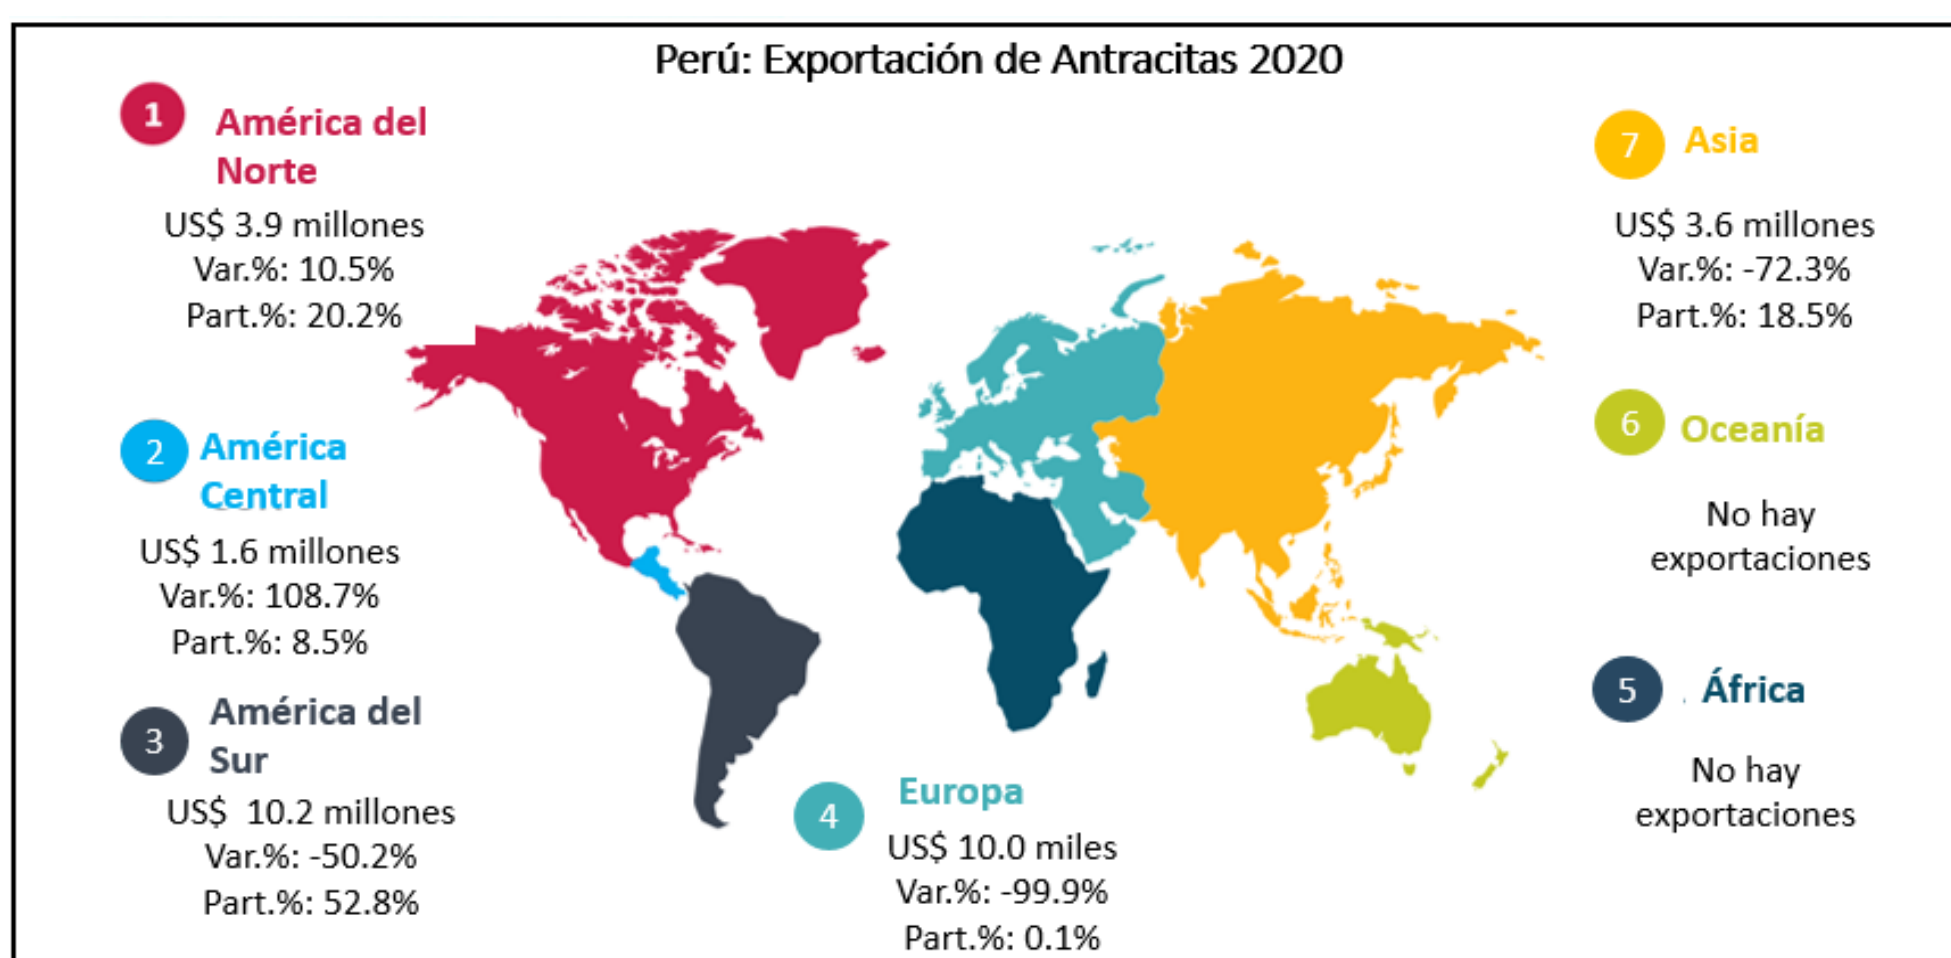 Perú: Exportación de Antracitas 2020
1
América del
Norte
US$ 3.9 millones
Var.%: 10.5%
Part.%: 20.2%
2
América
Central
US$ 1.6 millones
Var.%: 108.7%
Part.%: 8.5%
3
América del
Sur
US$ 10.2 millones
Var.%: -50.2%
Part.%: 52.8%
4
Europa
US$ 10.0 miles
Var.%: -99.9%
Part.%: 0.1%
7
Asia
US$ 3.6 millones
Var.%: -72.3%
Part.%: 18.5%
6
Oceanía
No hay
exportaciones
5
. África
No hay
exportaciones